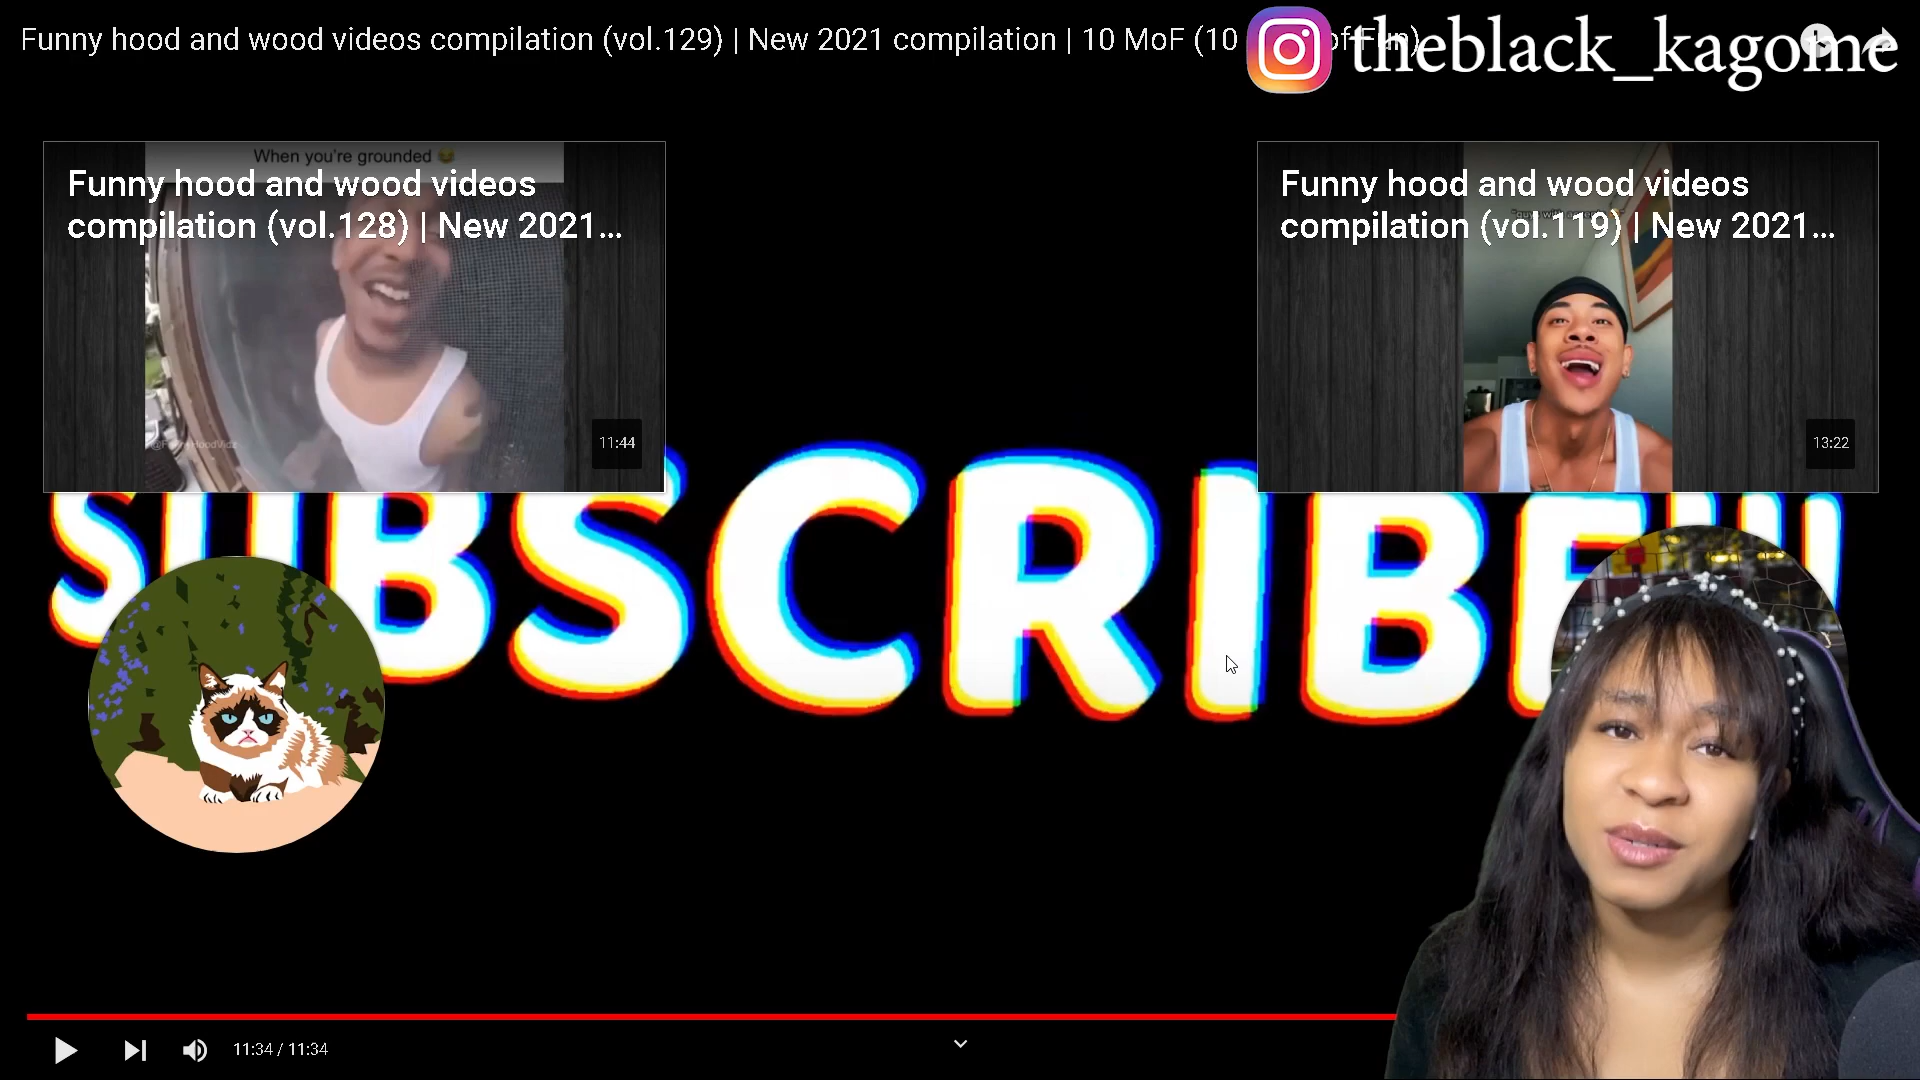 Funny hood and wood videos compilation (vol.129) | New 2021 compilation | 10 MoF (10 of Fun)
theblack_kagome
When you're grounded 😂
Funny hood and wood videos
compilation (vol.128) | New 2021...
11:44
Funny hood and wood videos
compilation (vol.119) | New 2021...
13:22
SUBSCRIBE!!!
11:34 / 11:34